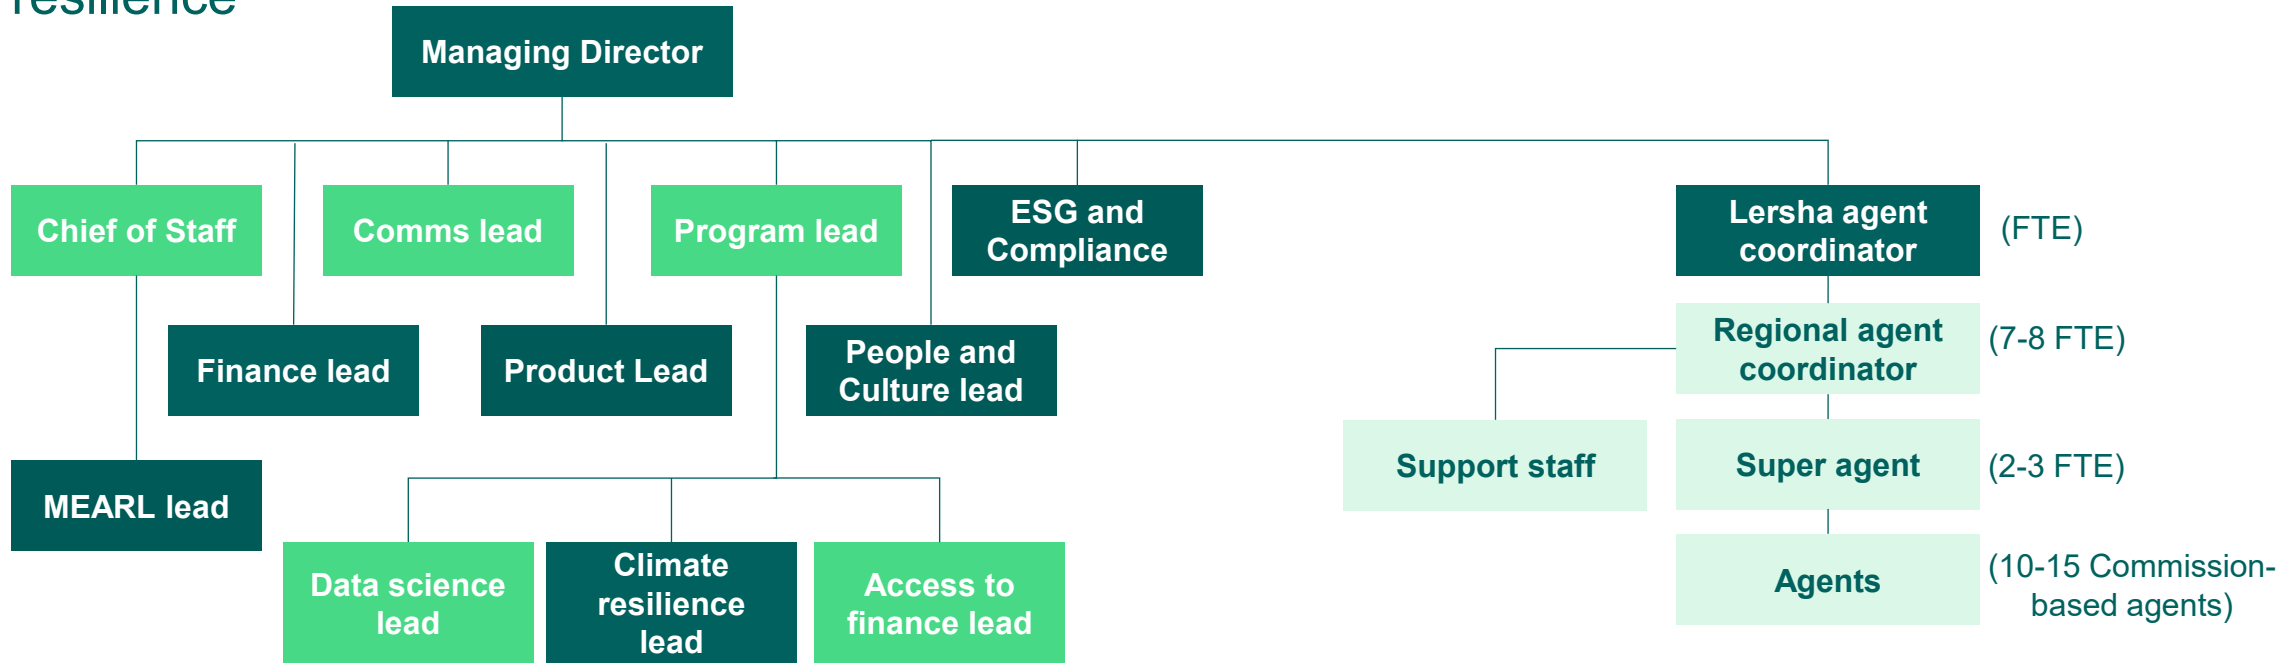 resilience
Managing Director
Chief of Staff
Comms lead
Program lead
ESG and
Compliance
Lersha agent
coordinator
(FTE)
Finance lead
Product Lead
People and
Culture lead
Regional agent
coordinator
(7-8 FTE)
MEARL lead
Support staff
Super agent
(2-3 FTE)
Data science
lead
Climate
resilience
lead
Access to
finance lead
Agents
(10-15 Commission-
based agents)